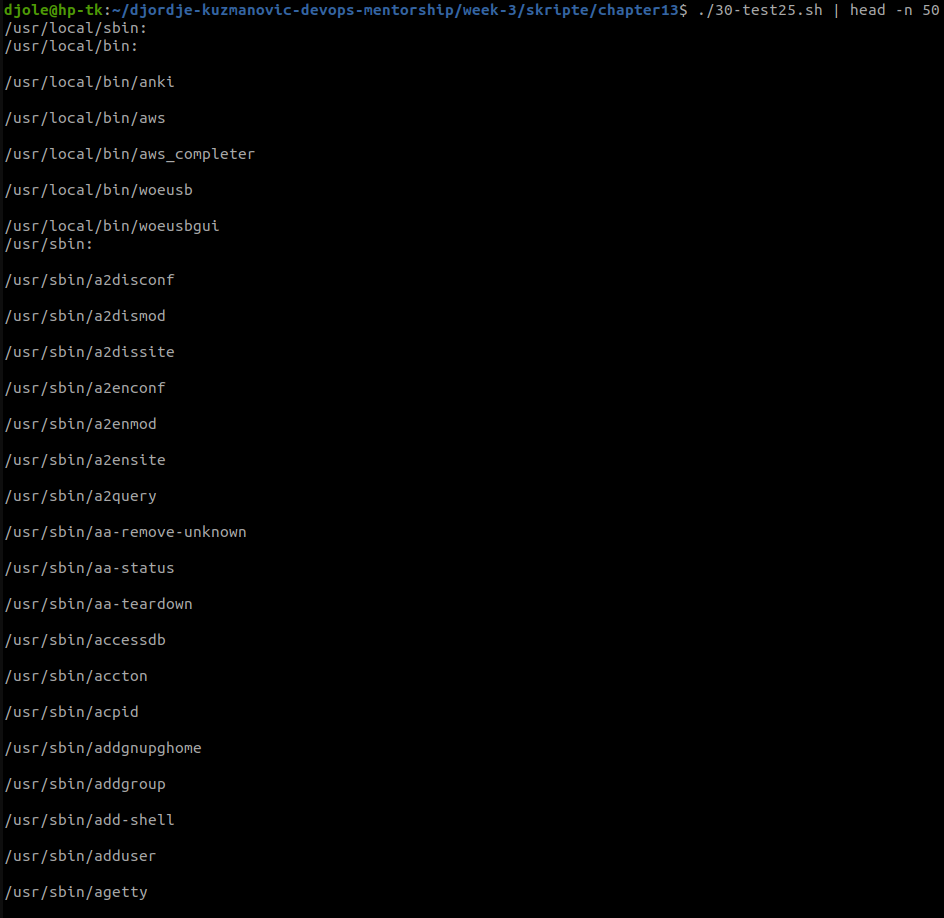 djole@hp-tk:~/djordje-kuzmanovic-devops-mentorship/week-3/skripte/chapter13$ ./30-test25.sh | head -n 50
/usr/local/sbin:
/usr/local/bin:
/usr/local/bin/anki
/usr/local/bin/aws
/usr/local/bin/aws_completer
/usr/local/bin/woeusb
/usr/local/bin/woeusbgui
/usr/sbin:
/usr/sbin/a2disconf
/usr/sbin/a2dismod
/usr/sbin/a2dissite
/usr/sbin/a2enconf
/usr/sbin/a2enmod
/usr/sbin/a2ensite
/usr/sbin/a2query
/usr/sbin/aa-remove-unknown
/usr/sbin/aa-status
/usr/sbin/aa-teardown
/usr/sbin/accessdb
/usr/sbin/accton
/usr/sbin/acpid
/usr/sbin/addgnupghome
/usr/sbin/addgroup
/usr/sbin/add-shell
/usr/sbin/adduser
/usr/sbin/agetty